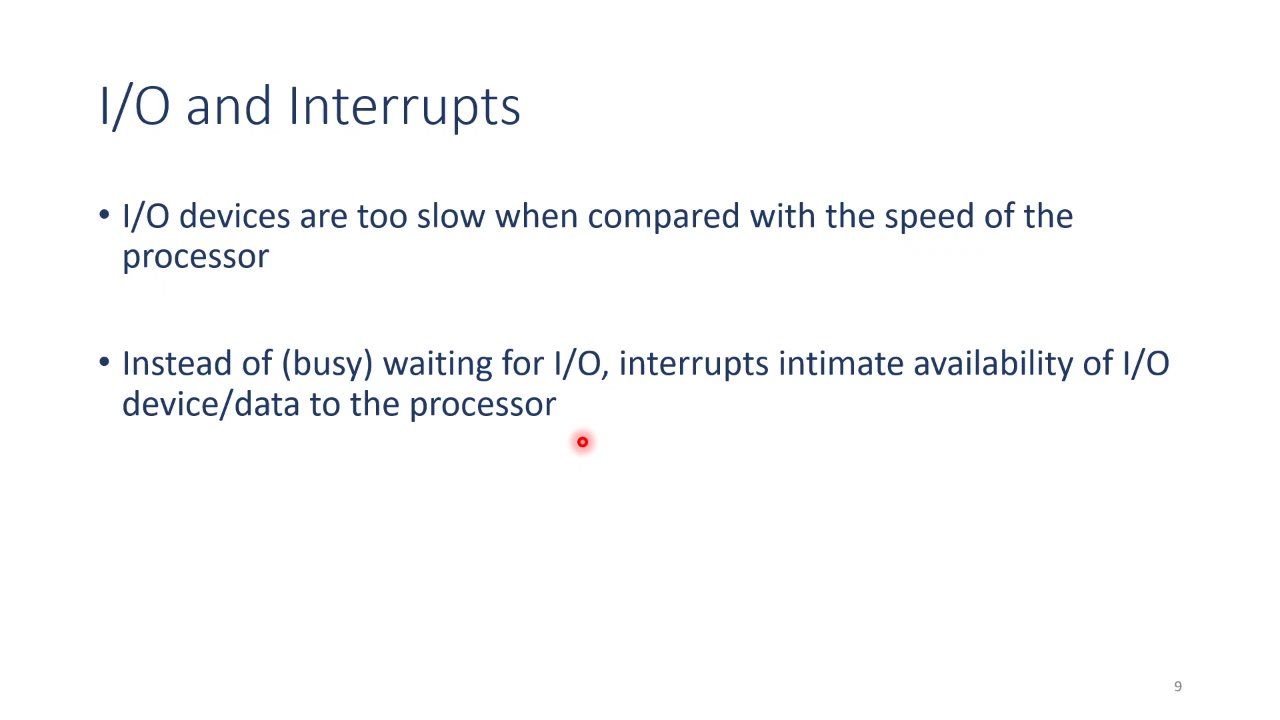 I/O and Interrupts
• I/O devices are too slow when compared with the speed of the
processor
• Instead of (busy) waiting for I/O, interrupts intimate availability of I/O
device/data to the processor
9